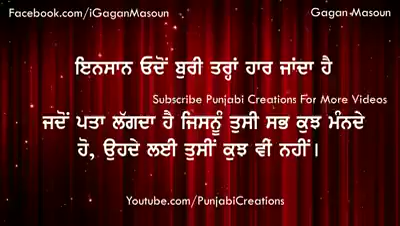 Facebook.com/iGaganMasoun
Gagan Masoun
ਇਨਸਾਨ ਓਦੋਂ ਬੁਰੀ ਤਰ੍ਹਾਂ ਹਾਰ ਜਾਂਦਾ ਹੈ
Subscribe Punjabi Creations For More Videos
ਜਦੋਂ ਪਤਾ ਲੱਗਦਾ ਹੈ ਜਿਸਨੂੰ ਤੁਸੀ ਸਭ ਕੁਝ ਮੰਨਦੇ
ਹੋ, ਉਹਦੇ ਲਈ ਤੁਸੀਂ ਕੁਝ ਵੀ ਨਹੀਂ।
Youtube.com/PunjabiCreations